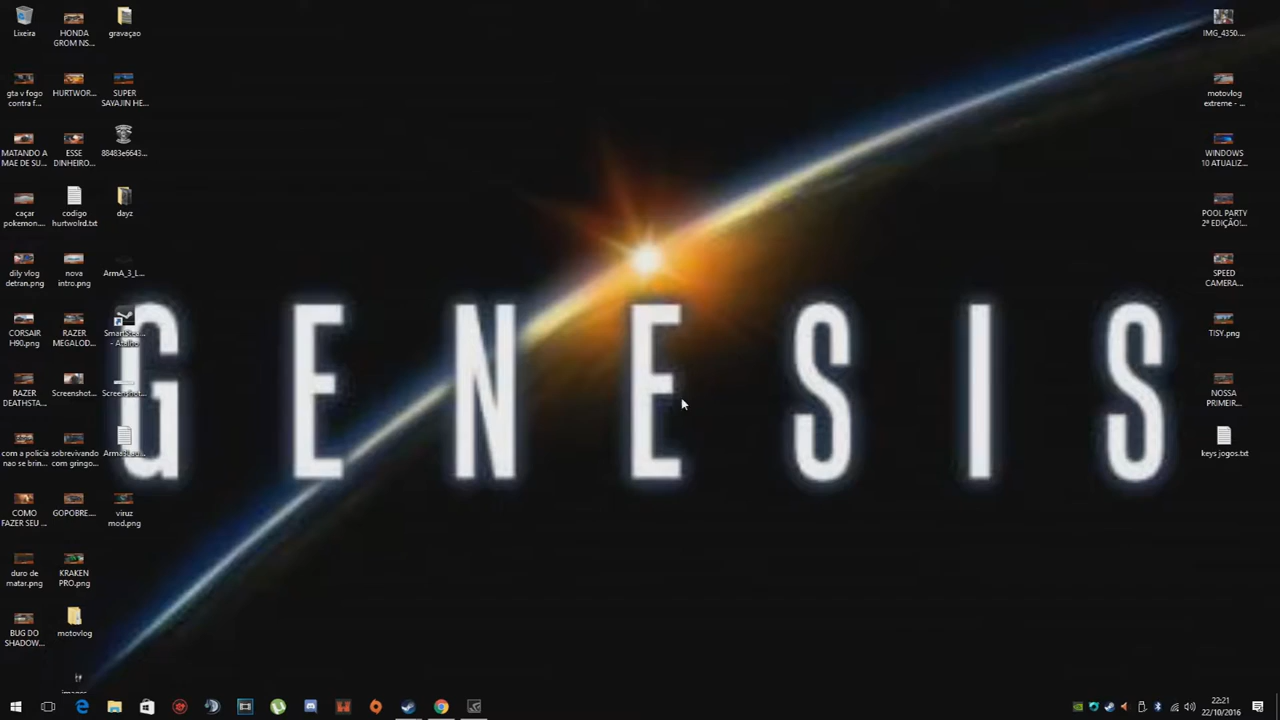 Lixeira
HONDA
GROM NS...
gravaçao
gta v fogo
contra f...
HURTWOR...
SUPER
SAYAJIN HE...
MATANDO A
MAE DE SU...
ESSE
DINHEIRO...
88483e6643...
caçar
pokemon....
codigo
hurtwolrd.txt
dayz
dily vlog
detran.png
nova
intro.png
ArmA_3_L...
CORSAIR
H90.png
RAZER
MEGALOD...
- Atalho
RAZER
DEATHSTA...
Screenshot...
Screenshot...
com a policia
nao se brin...
sobrevivando
com gringo...
COMO
FAZER SEU ...
GOPOBRE....
viruz
mod.png
duro de
matar.png
KRAKEN
PRO.png
BUG DO
SHADOW...
motovlog
GENESIS
IMG_4350....
motovlog
extreme - ...
WINDOWS
10 ATUALIZ...
POOL PARTY
2ª EDIÇÃO!...
SPEED
CAMERA...
TISY.png
NOSSA
PRIMEIR...
keys jogos.txt
22:21
22/10/2016